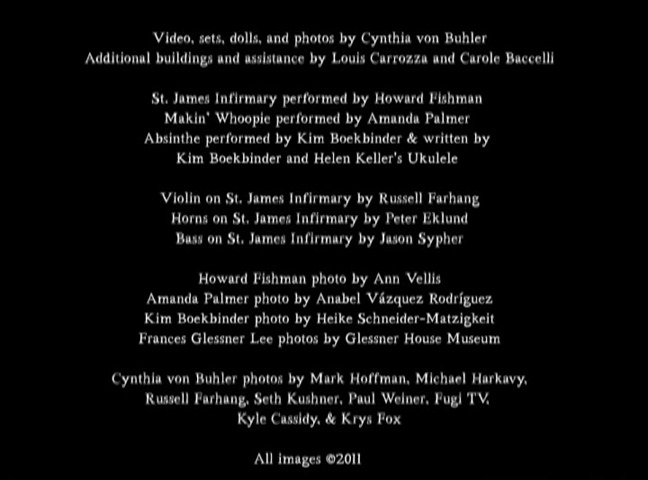 Video, sets, dolls, and photos by Cynthia von Buhler
Additional buildings and assistance by Louis Carrozza and Carole Baccelli
St. James Infirmary performed by Howard Fishman
Makin' Whoopie performed by Amanda Palmer
Absinthe performed by Kim Boekbinder & written by
Kim Boekbinder and Helen Keller's Ukulele
Violin on St. James Infirmary by Russell Farhang
Horns on St. James Infirmary by Peter Eklund
Bass on St. James Infirmary by Jason Sypher
Howard Fishman photo by Ann Vellis
Amanda Palmer photo by Anabel Vázquez Rodríguez
Kim Boekbinder photo by Heike Schneider-Matzigkeit
Frances Glessner Lee photos by Glessner House Museum
Cynthia von Buhler photos by Mark Hoffman, Michael Harkavy,
Russell Farhang, Seth Kushner, Paul Weiner, Fugi TV,
Kyle Cassidy, & Krys Fox
All images ©2011